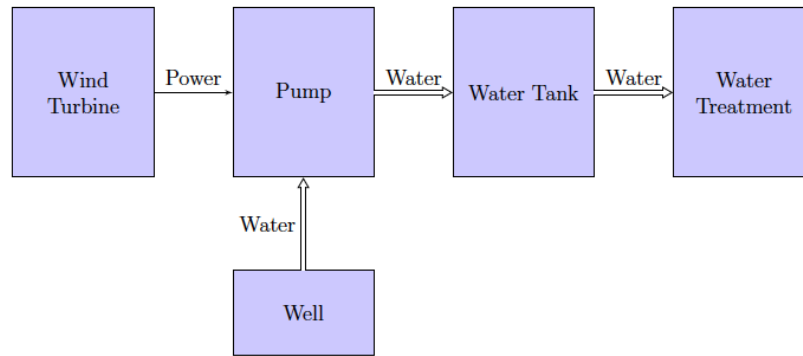 Wind
Turbine
Power
Pump
Water
Water Tank
Water
Water
Treatment
Water
Well